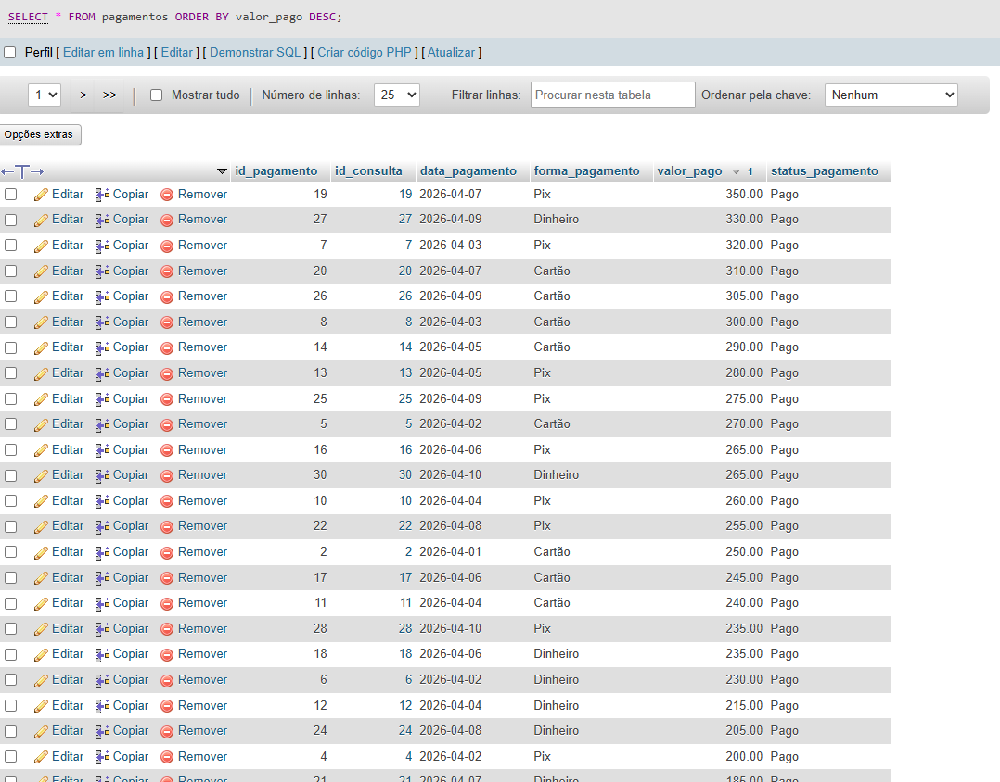 SELECT * FROM pagamentos ORDER BY valor_pago DESC;
Perfil [ Editar em linha ] [ Editar ] [ Demonstrar SQL ] [ Criar código PHP ] [ Atualizar ]
1 > >> Mostrar tudo Número de linhas: 25 Filtrar linhas: Procurar nesta tabela Ordenar pela chave: Nenhum
Opções extras
←T→ id_pagamento id_consulta data_pagamento forma_pagamento valor_pago 1 status_pagamento
Editar Copiar Remover 19 19 2026-04-07 Pix 350.00 Pago
Editar Copiar Remover 27 27 2026-04-09 Dinheiro 330.00 Pago
Editar Copiar Remover 7 7 2026-04-03 Pix 320.00 Pago
Editar Copiar Remover 20 20 2026-04-07 Cartão 310.00 Pago
Editar Copiar Remover 26 26 2026-04-09 Cartão 305.00 Pago
Editar Copiar Remover 8 8 2026-04-03 Cartão 300.00 Pago
Editar Copiar Remover 14 14 2026-04-05 Cartão 290.00 Pago
Editar Copiar Remover 13 13 2026-04-05 Pix 280.00 Pago
Editar Copiar Remover 25 25 2026-04-09 Pix 275.00 Pago
Editar Copiar Remover 5 5 2026-04-02 Cartão 270.00 Pago
Editar Copiar Remover 16 16 2026-04-06 Pix 265.00 Pago
Editar Copiar Remover 30 30 2026-04-10 Dinheiro 265.00 Pago
Editar Copiar Remover 10 10 2026-04-04 Pix 260.00 Pago
Editar Copiar Remover 22 22 2026-04-08 Pix 255.00 Pago
Editar Copiar Remover 2 2 2026-04-01 Cartão 250.00 Pago
Editar Copiar Remover 17 17 2026-04-06 Cartão 245.00 Pago
Editar Copiar Remover 11 11 2026-04-04 Cartão 240.00 Pago
Editar Copiar Remover 28 28 2026-04-10 Pix 235.00 Pago
Editar Copiar Remover 18 18 2026-04-06 Dinheiro 235.00 Pago
Editar Copiar Remover 6 6 2026-04-02 Dinheiro 230.00 Pago
Editar Copiar Remover 12 12 2026-04-04 Dinheiro 215.00 Pago
Editar Copiar Remover 24 24 2026-04-08 Dinheiro 205.00 Pago
Editar Copiar Remover 4 4 2026-04-02 Pix 200.00 Pago
Editar Copiar Remover 21 21 2026-04-07 Dinheiro 185.00 Pago